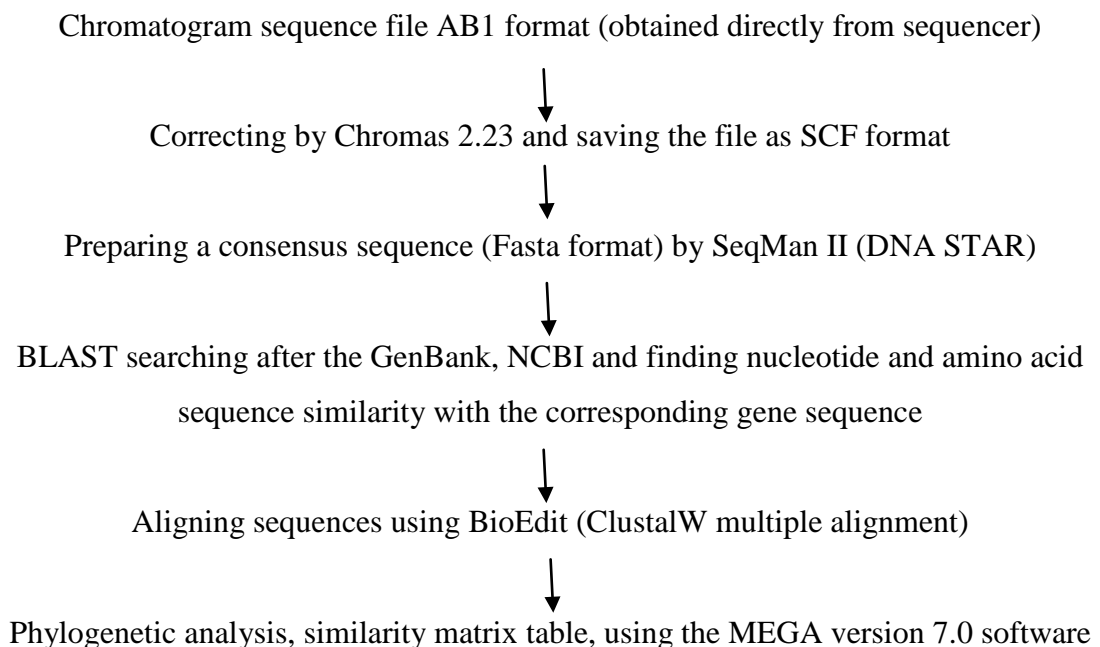 Chromatogram sequence file AB1 format (obtained directly from sequencer)
Correcting by Chromas 2.23 and saving the file as SCF format
Preparing a consensus sequence (Fasta format) by SeqMan II (DNA STAR)
BLAST searching after the GenBank, NCBI and finding nucleotide and amino acid
sequence similarity with the corresponding gene sequence
Aligning sequences using BioEdit (ClustalW multiple alignment)
Phylogenetic analysis, similarity matrix table, using the MEGA version 7.0 software